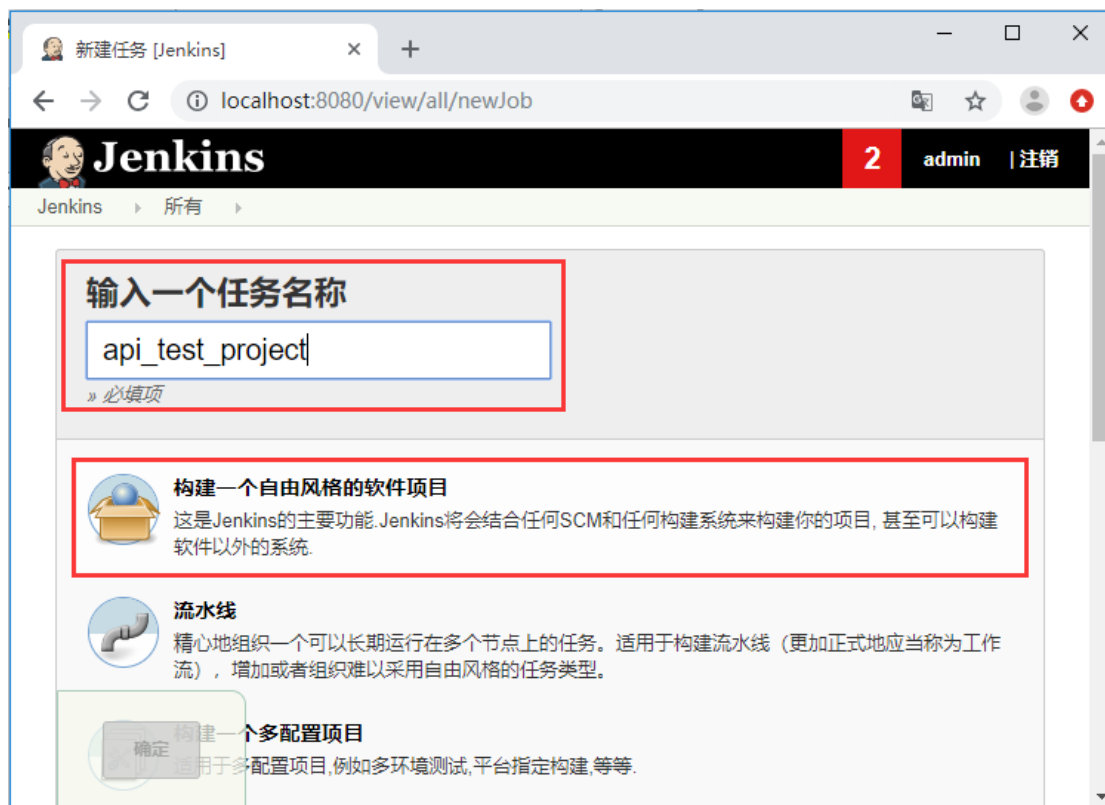 新建任务 [Jenkins]
localhost:8080/view/all/newJob
Jenkins
2
admin
| 注销
Jenkins
所有
输入一个任务名称
api_test_project
» 必填项
构建一个自由风格的软件项目
这是Jenkins的主要功能.Jenkins将会结合任何SCM和任何构建系统来构建你的项目, 甚至可以构建
软件以外的系统.
流水线
精心地组织一个可以长期运行在多个节点上的任务。适用于构建流水线（更加正式地应当称为工作
流），增加或者组织难以采用自由风格的任务类型。
构建一个多配置项目
确定
适用于多配置项目,例如多环境测试,平台指定构建,等等.